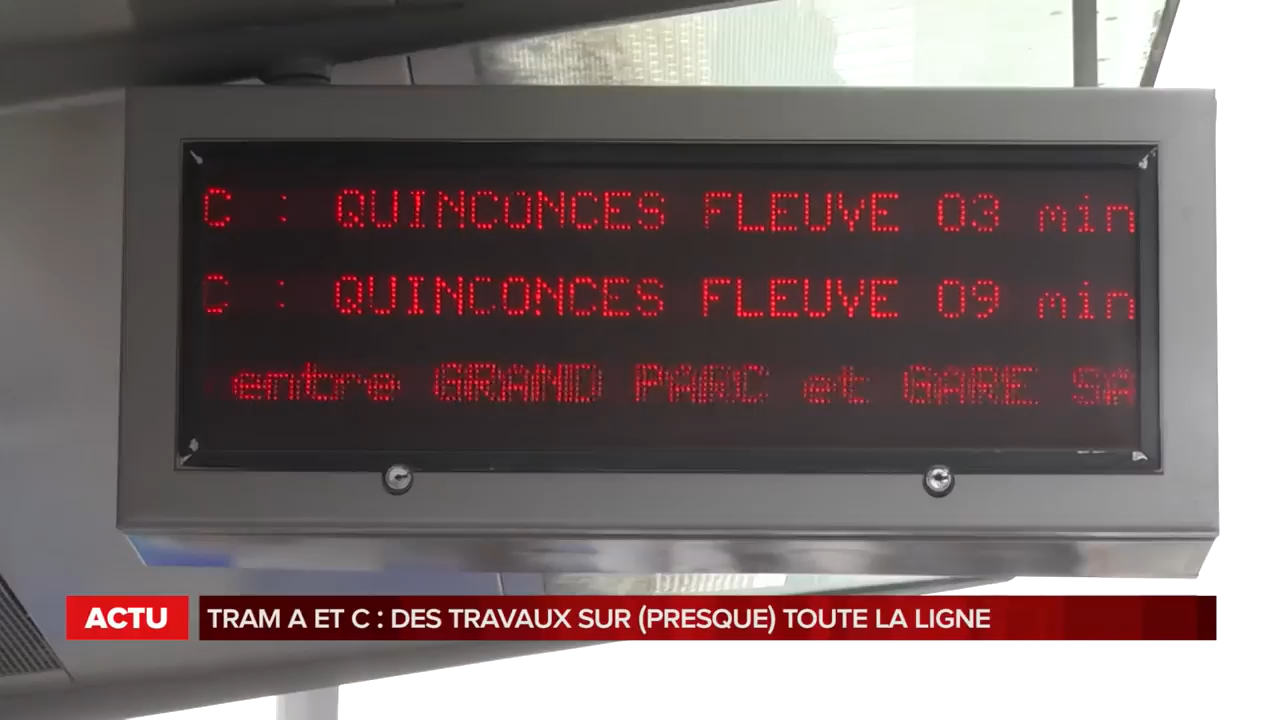 C : QUINCONCES FLEUVE 03 min
C : QUINCONCES FLEUVE 09 min
entre GRAND PARC et GARE SA
ACTU
TRAM A ET C : DES TRAVAUX SUR (PRESQUE) TOUTE LA LIGNE